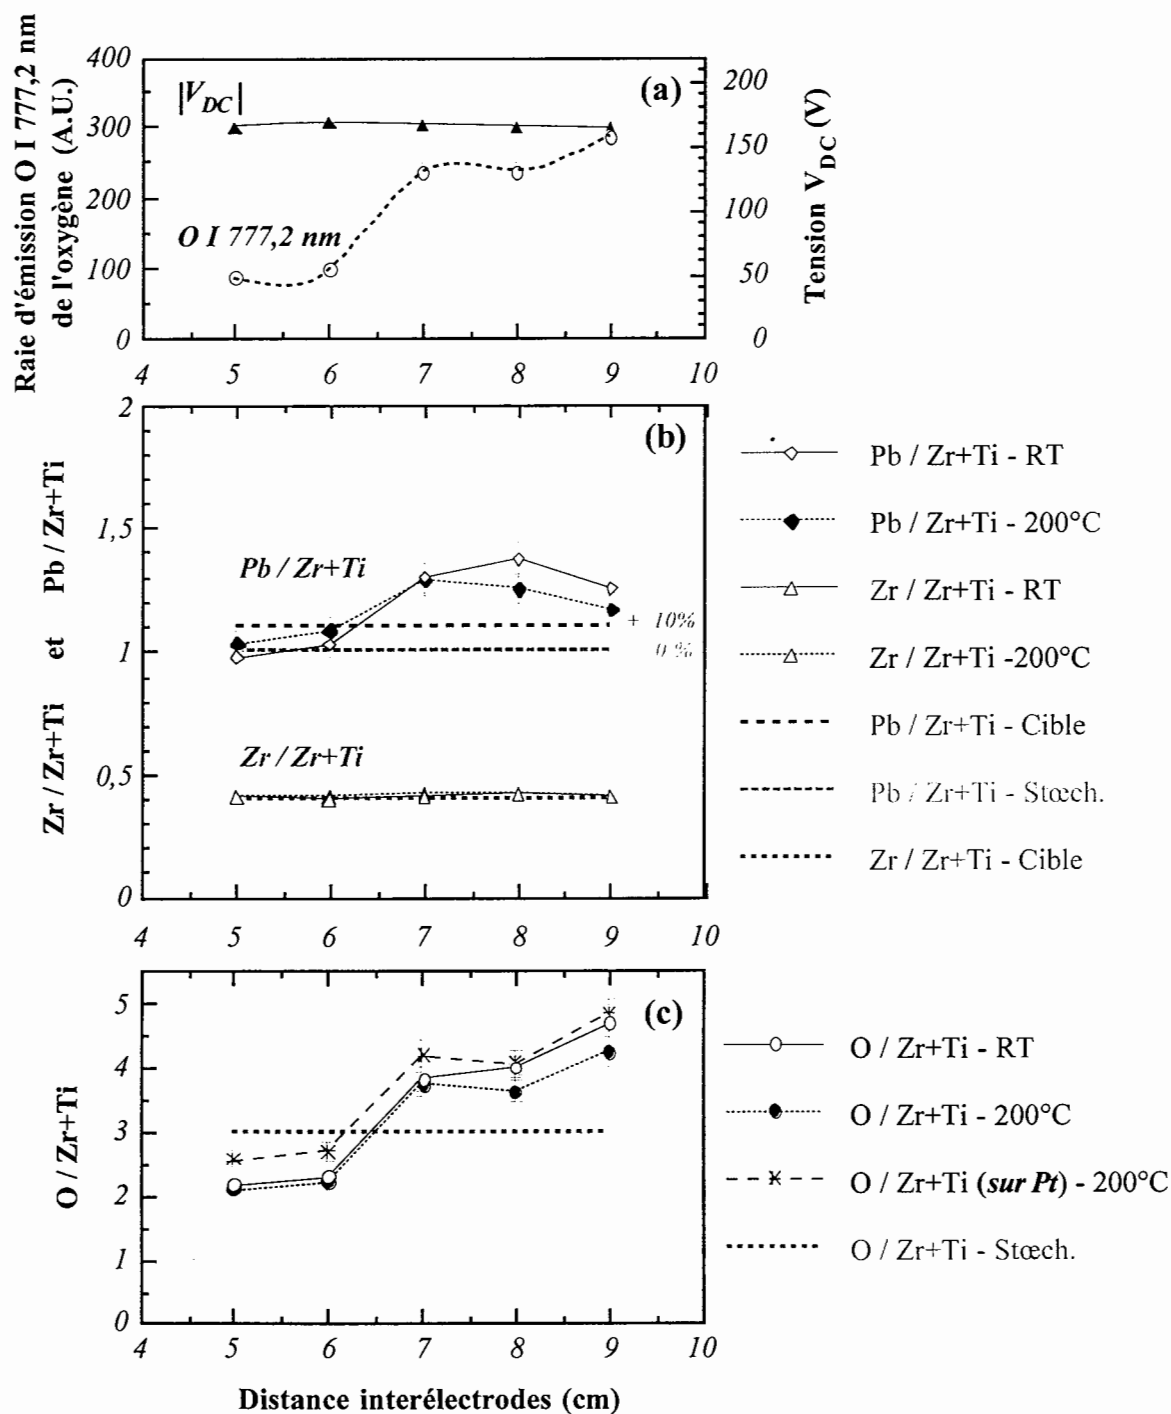 Raie d'émission O I 777,2 nm
de l'oxygène (A.U.)
400
300
200
100
0
|V_DC|
O I 777,2 nm
(a)
200
150
100
50
0
Tension V_DC (V)
4 5 6 7 8 9 10
Zr / Zr+Ti et Pb / Zr+Ti
2
1,5
1
0,5
0
(b)
Pb / Zr+Ti
+ 10%
0 %
Zr / Zr+Ti
Pb / Zr+Ti - RT
Pb / Zr+Ti - 200°C
Zr / Zr+Ti - RT
Zr / Zr+Ti -200°C
Pb / Zr+Ti - Cible
Pb / Zr+Ti - Stœch.
Zr / Zr+Ti - Cible
4 5 6 7 8 9 10
O / Zr+Ti
5
4
3
2
1
0
(c)
O / Zr+Ti - RT
O / Zr+Ti - 200°C
O / Zr+Ti (sur Pt) - 200°C
O / Zr+Ti - Stœch.
4 5 6 7 8 9 10
Distance interélectrodes (cm)